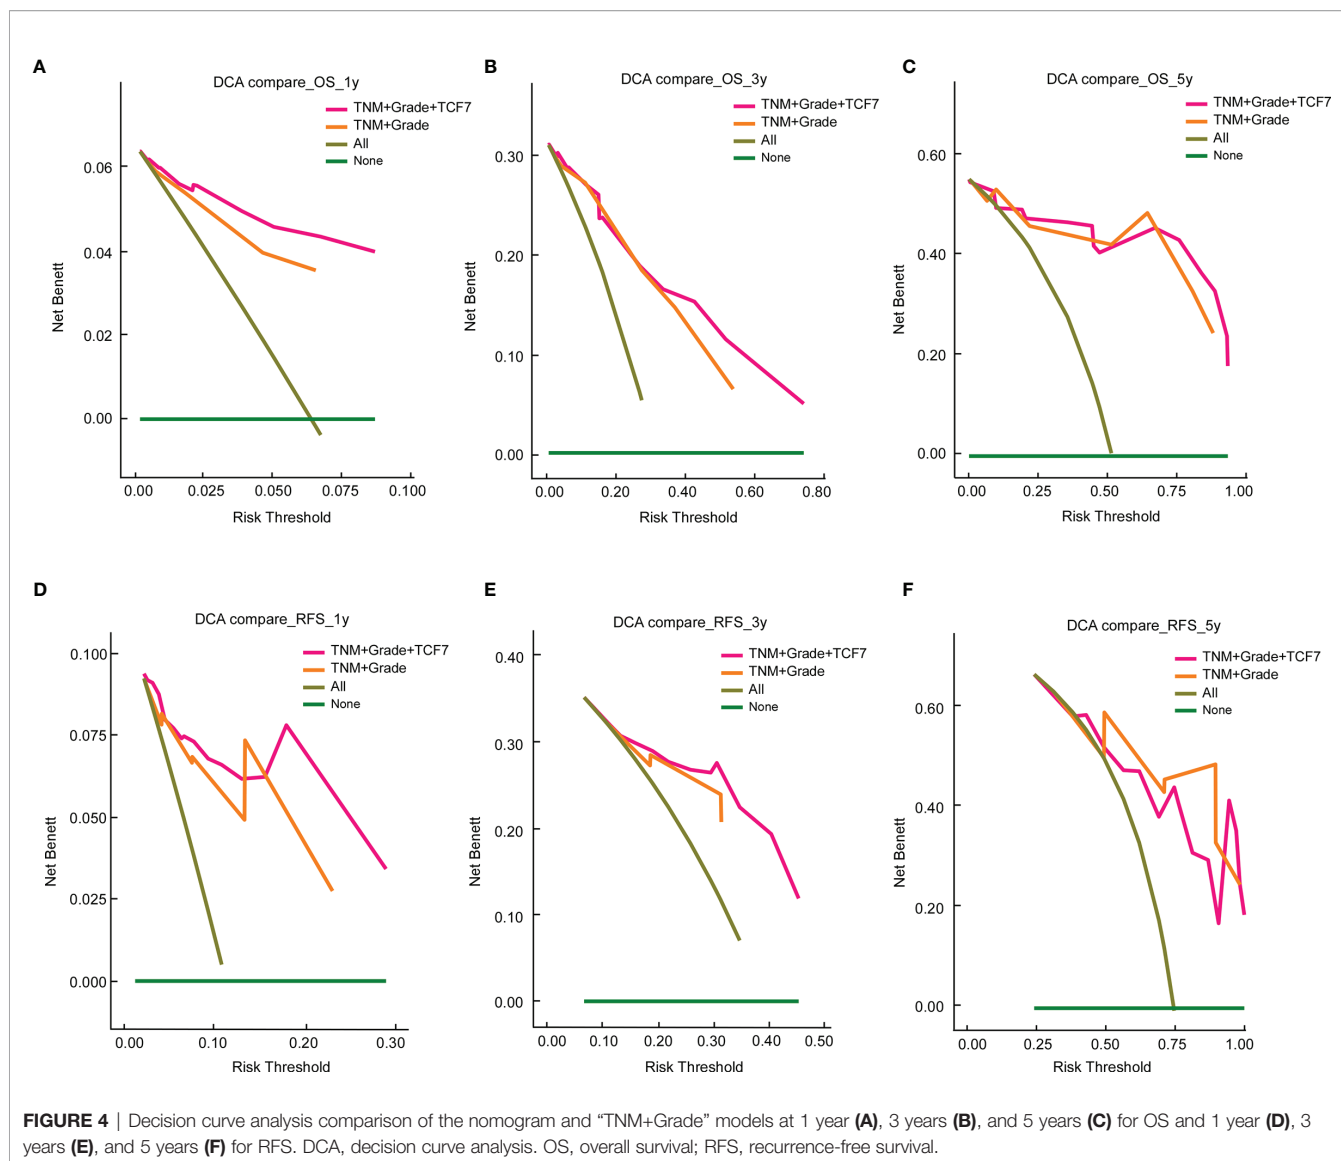 A
DCA compare_OS_1y
TNM+Grade+TCF7
TNM+Grade
All
None
0.06
0.04
0.02
0.00
Net Benett
0.00 0.025 0.050 0.075 0.100
Risk Threshold
B
DCA compare_OS_3y
TNM+Grade+TCF7
TNM+Grade
All
None
0.30
0.20
0.10
0.00
Net Benett
0.00 0.20 0.40 0.60 0.80
Risk Threshold
C
DCA compare_OS_5y
TNM+Grade+TCF7
TNM+Grade
All
None
0.60
0.40
0.20
0.00
Net Benett
0.00 0.25 0.50 0.75 1.00
Risk Threshold
D
DCA compare_RFS_1y
TNM+Grade+TCF7
TNM+Grade
All
None
0.100
0.075
0.050
0.025
0.000
Net Benett
0.00 0.10 0.20 0.30
Risk Threshold
E
DCA compare_RFS_3y
TNM+Grade+TCF7
TNM+Grade
All
None
0.40
0.30
0.20
0.10
0.00
Net Benett
0.00 0.10 0.20 0.30 0.40 0.50
Risk Threshold
F
DCA compare_RFS_5y
TNM+Grade+TCF7
TNM+Grade
All
None
0.60
0.40
0.20
0.00
Net Benett
0.00 0.25 0.50 0.75 1.00
Risk Threshold
FIGURE 4 | Decision curve analysis comparison of the nomogram and “TNM+Grade” models at 1 year (A), 3 years (B), and 5 years (C) for OS and 1 year (D), 3
years (E), and 5 years (F) for RFS. DCA, decision curve analysis. OS, overall survival; RFS, recurrence-free survival.